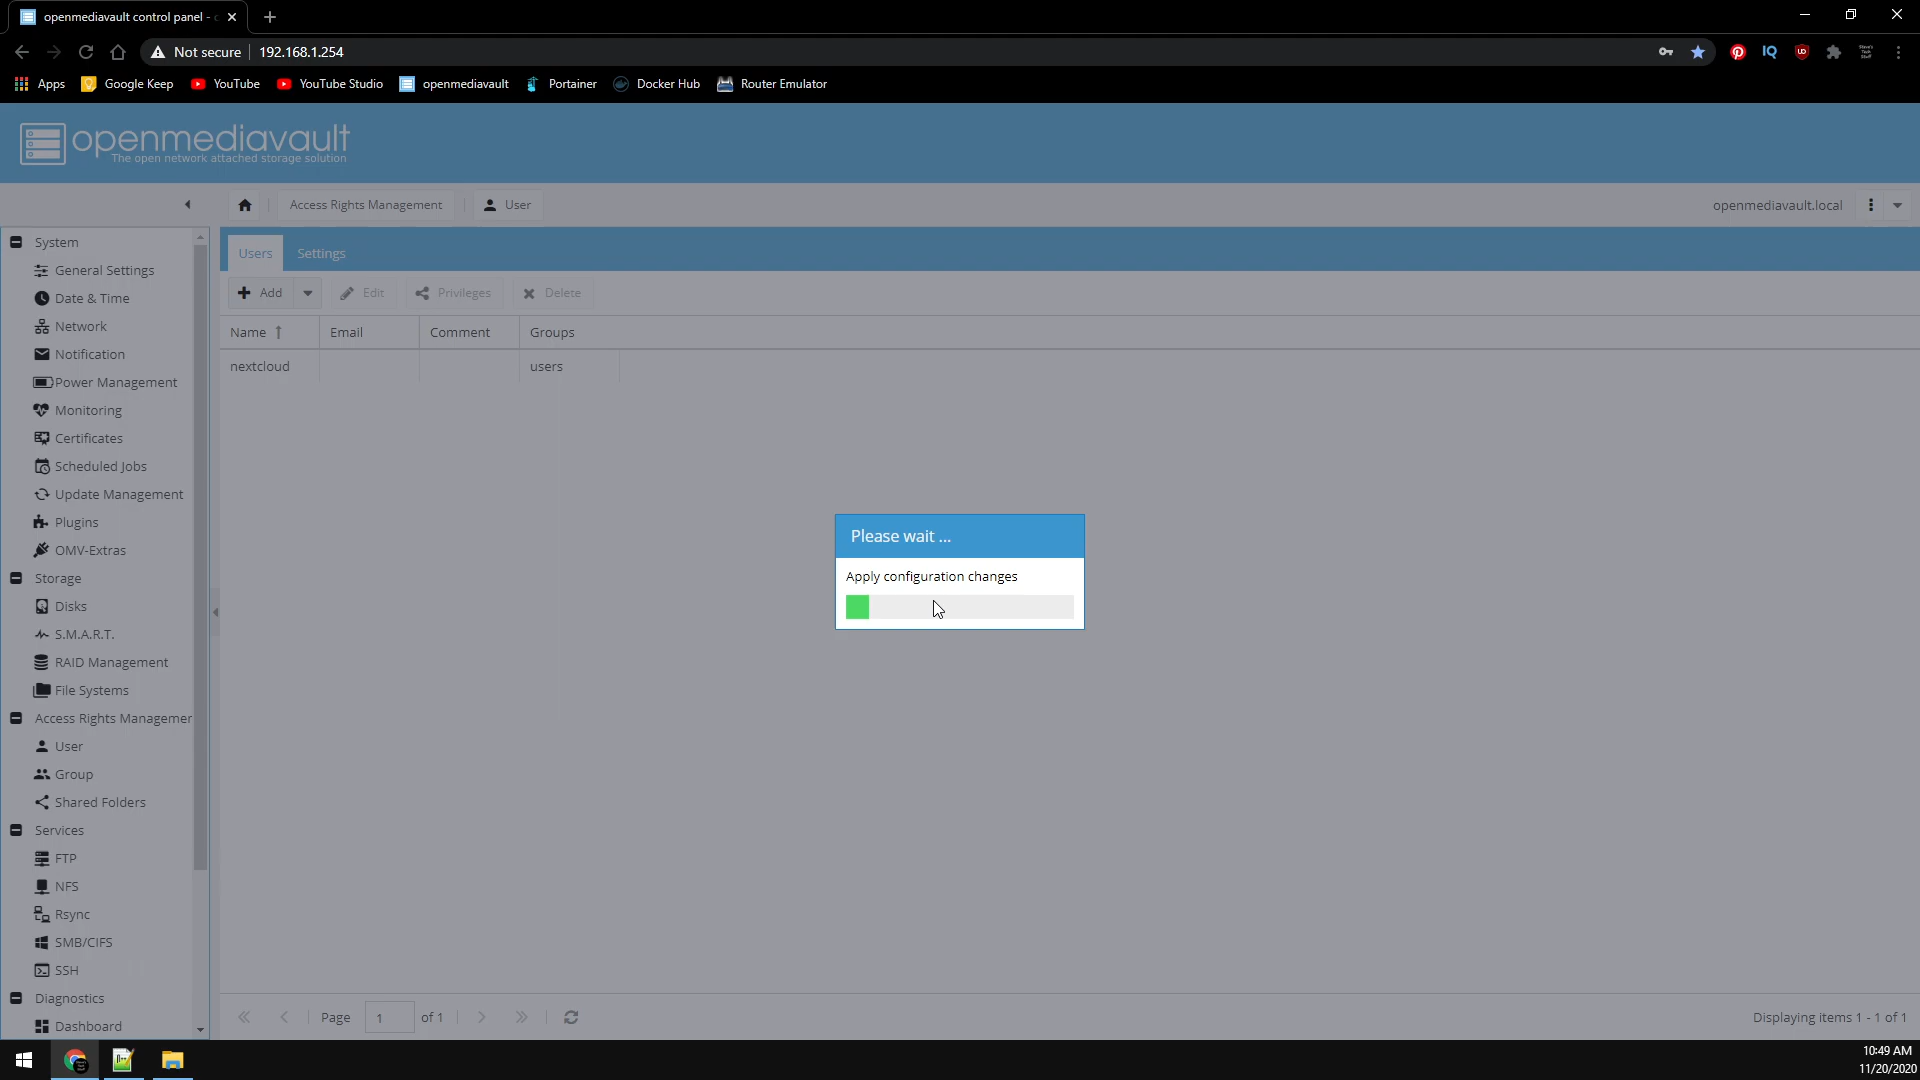 openmediavault control panel -
Not secure
192.168.1.254
Apps
Google Keep
YouTube
YouTube Studio
openmediavault
Portainer
Docker Hub
Router Emulator
openmediavault
The open network attached storage solution
Access Rights Management
User
openmediavault.local
System
General Settings
Date & Time
Network
Notification
Power Management
Monitoring
Certificates
Scheduled Jobs
Update Management
Plugins
OMV-Extras
Storage
Disks
S.M.A.R.T.
RAID Management
File Systems
Access Rights Managemer
User
Group
Shared Folders
Services
FTP
NFS
Rsync
SMB/CIFS
SSH
Diagnostics
Dashboard
Users
Settings
Add
Edit
Privileges
Delete
Name
Email
Comment
Groups
nextcloud
users
Please wait ...
Apply configuration changes
Page
1
of 1
Displaying items 1 - 1 of 1
10:49 AM
11/20/2020